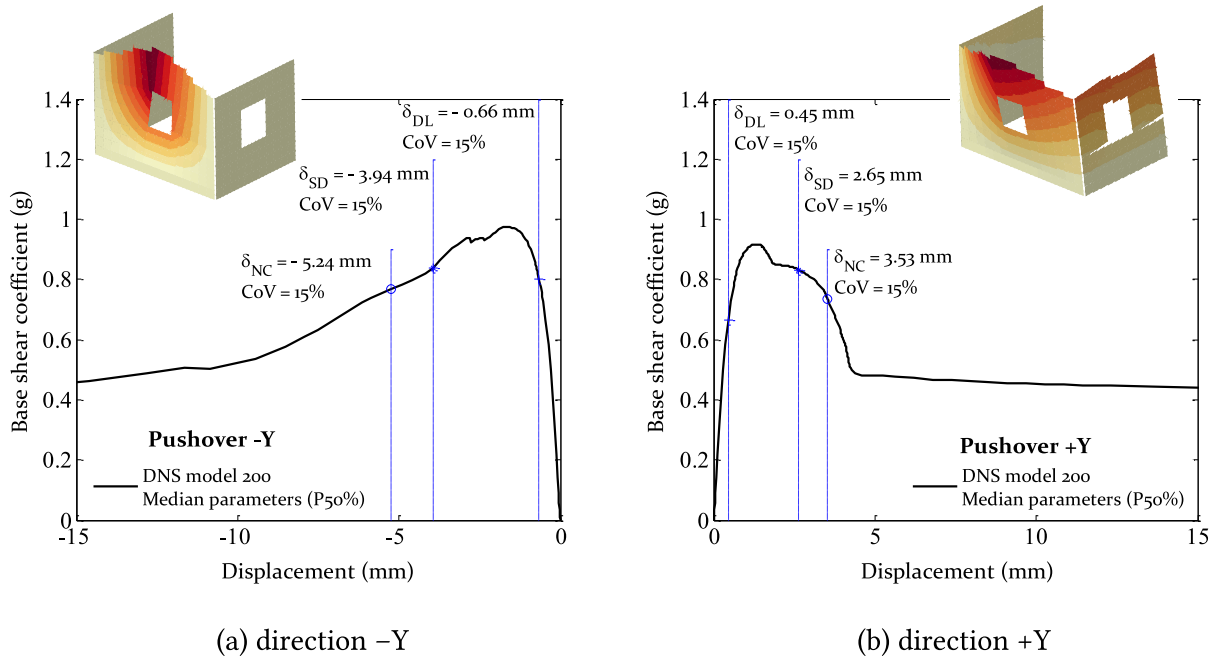 1.4
1.2
1
0.8
0.6
0.4
0.2
0
Base shear coefficient (g)
δDL = - 0.66 mm
CoV = 15%
δSD = - 3.94 mm
CoV = 15%
δNC = - 5.24 mm
CoV = 15%
Pushover -Y
DNS model 200
Median parameters (P50%)
-15
-10
-5
0
Displacement (mm)
(a) direction −Y
1.4
1.2
1
0.8
0.6
0.4
0.2
0
Base shear coefficient (g)
δDL = 0.45 mm
CoV = 15%
δSD = 2.65 mm
CoV = 15%
δNC = 3.53 mm
CoV = 15%
Pushover +Y
DNS model 200
Median parameters (P50%)
0
5
10
15
Displacement (mm)
(b) direction +Y